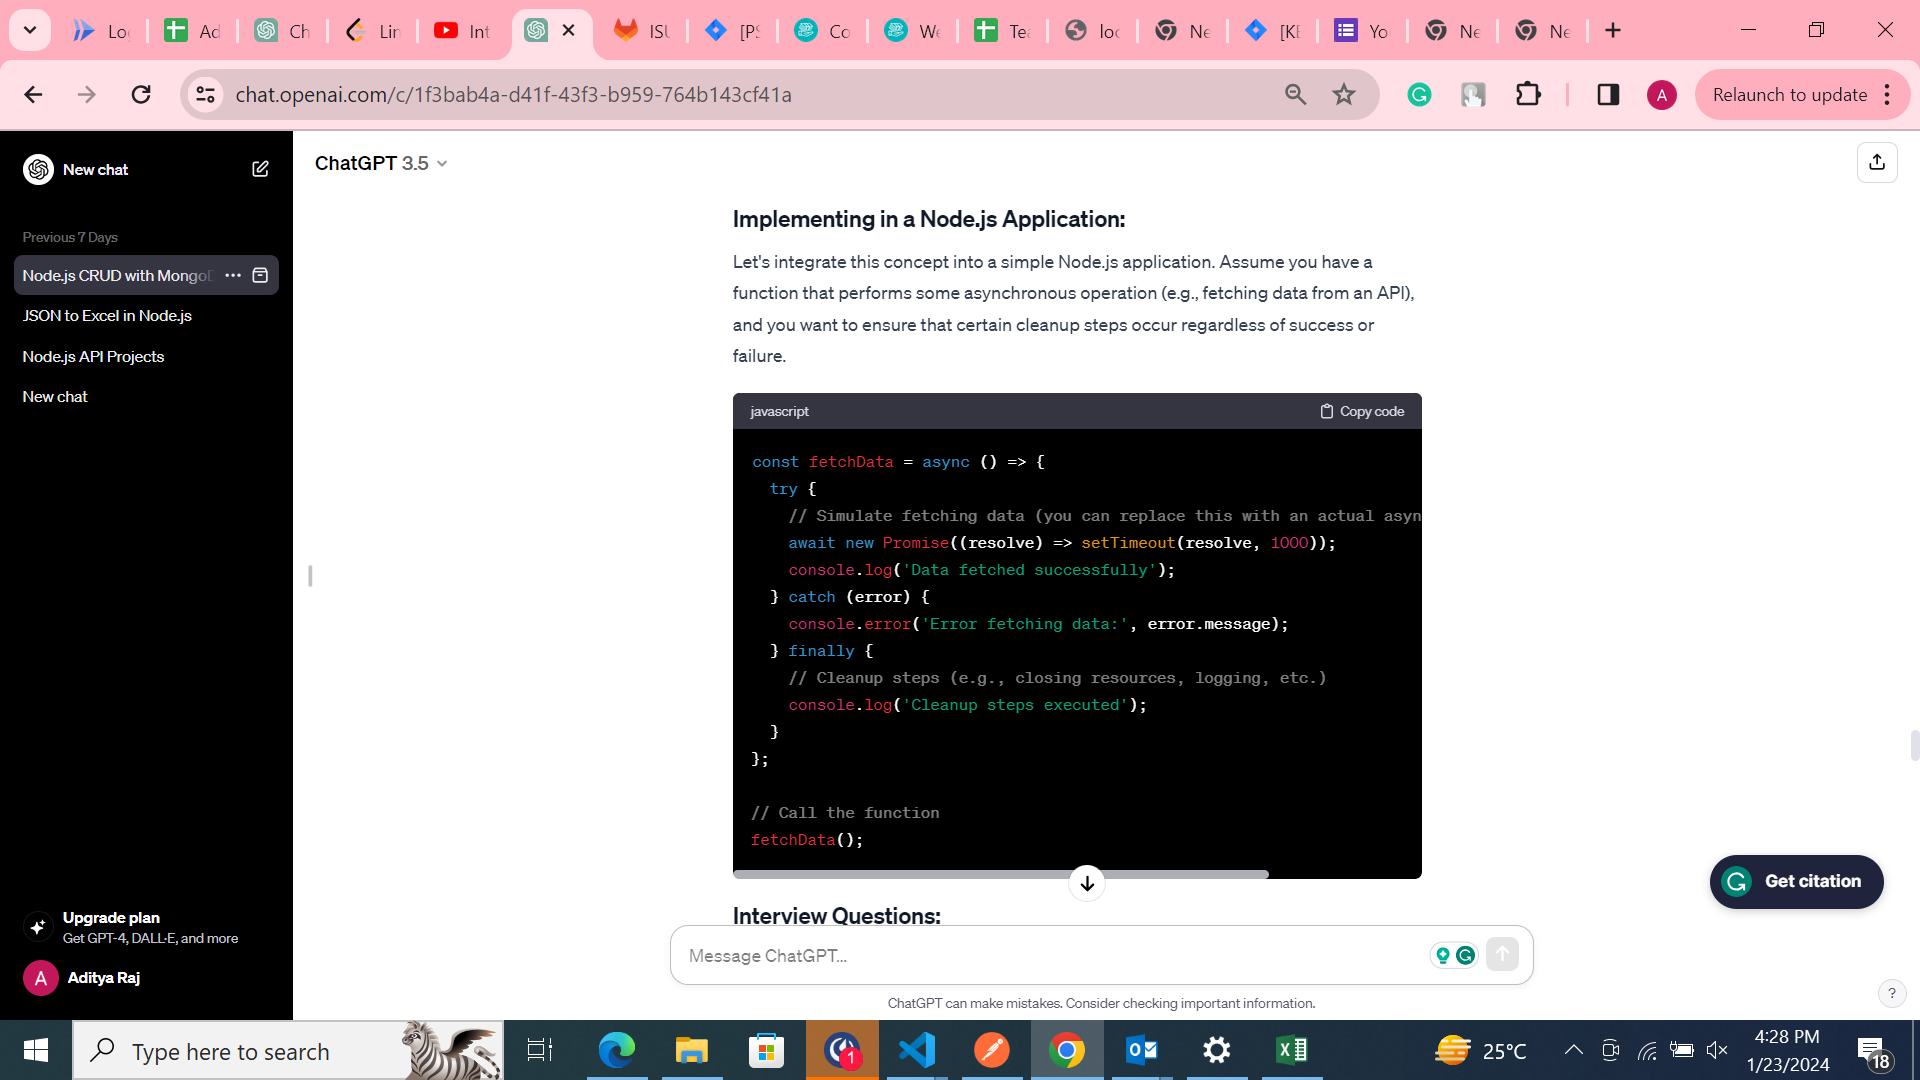 Lo
Ad
Ch
Lin
Int
ISU
[PS
Co
We
Tea
loc
Ne
[KE
Yo
Ne
Ne
chat.openai.com/c/1f3bab4a-d41f-43f3-b959-764b143cf41a
A
Relaunch to update
New chat
Previous 7 Days
Node.js CRUD with MongoD
JSON to Excel in Node.js
Node.js API Projects
New chat
Upgrade plan
Get GPT-4, DALL·E, and more
A
Aditya Raj
ChatGPT 3.5
Implementing in a Node.js Application:
Let's integrate this concept into a simple Node.js application. Assume you have a
function that performs some asynchronous operation (e.g., fetching data from an API),
and you want to ensure that certain cleanup steps occur regardless of success or
failure.
javascript
Copy code
const fetchData = async () => {
try {
// Simulate fetching data (you can replace this with an actual asyn
await new Promise((resolve) => setTimeout(resolve, 1000));
console.log('Data fetched successfully');
} catch (error) {
console.error('Error fetching data:', error.message);
} finally {
// Cleanup steps (e.g., closing resources, logging, etc.)
console.log('Cleanup steps executed');
}
};
// Call the function
fetchData();
Interview Questions:
Get citation
Message ChatGPT...
ChatGPT can make mistakes. Consider checking important information.
?
Type here to search
1
25°C
4:28 PM
1/23/2024
18